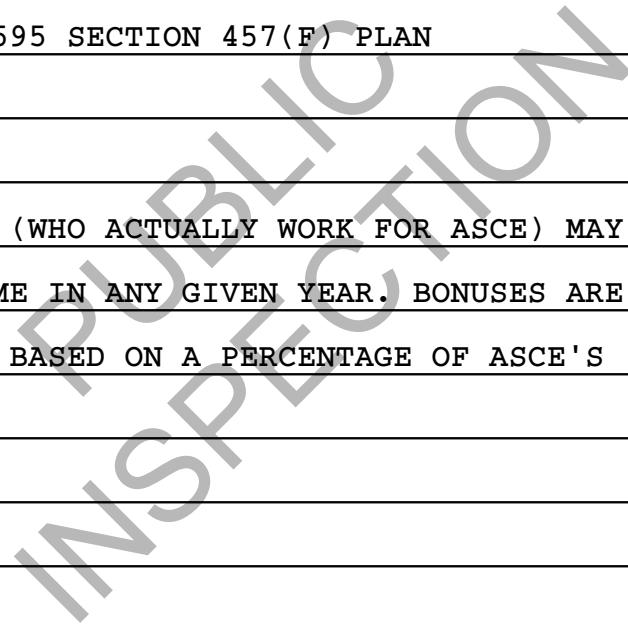 595 SECTION 457(F) PLAN
(WHO ACTUALLY WORK FOR ASCE) MAY
ME IN ANY GIVEN YEAR. BONUSES ARE
BASED ON A PERCENTAGE OF ASCE'S
PUBLIC
INSPECTION